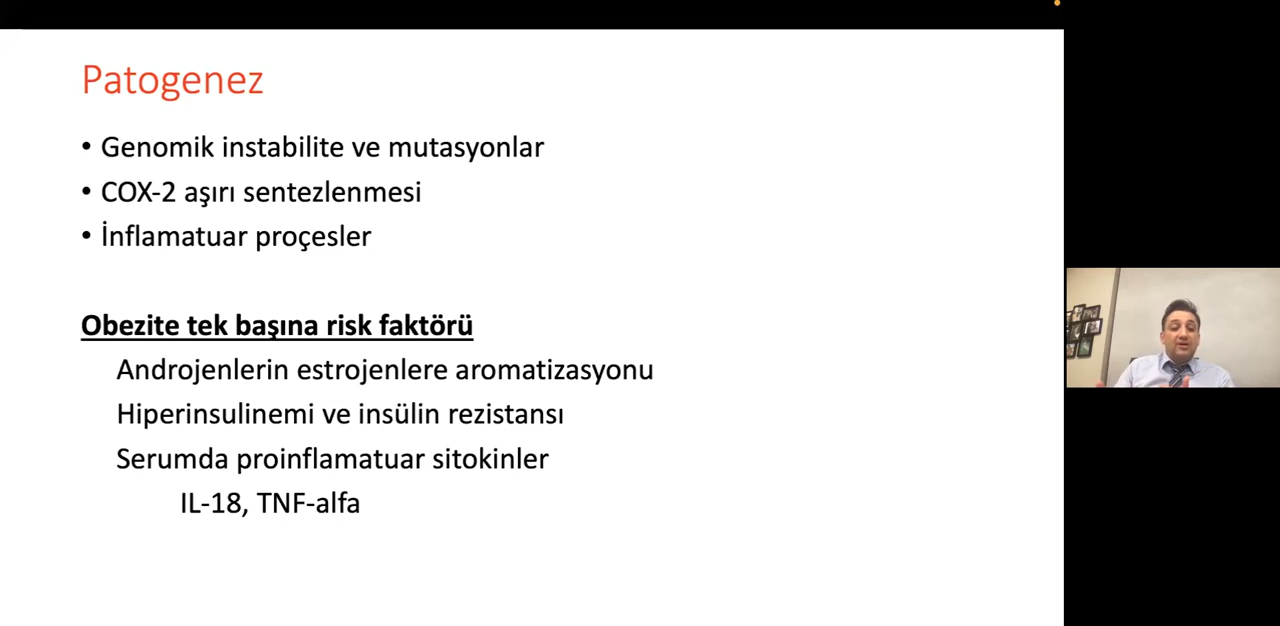 Patogenez
• Genomik instabilite ve mutasyonlar
• COX-2 aşırı sentezlenmesi
• İnflamatuar proçesler
Obezite tek başına risk faktörü
Androjenlerin estrojenlere aromatizasyonu
Hiperinsulinemi ve insülin rezistansı
Serumda proinflamatuar sitokinler
IL-18, TNF-alfa